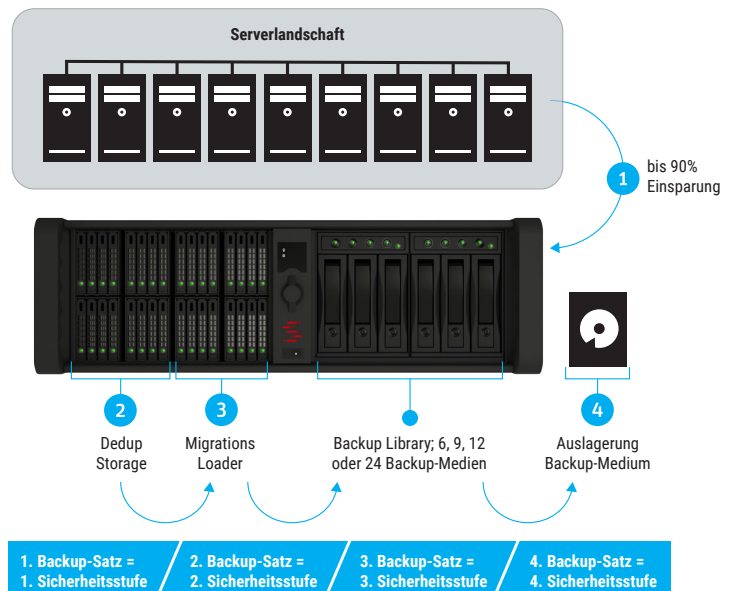 Serverlandschaft
1
bis 90%
Einsparung
2
3
4
Dedup
Storage
Migrations
Loader
Backup Library; 6, 9, 12
oder 24 Backup-Medien
Auslagerung
Backup-Medium
1. Backup-Satz =
1. Sicherheitsstufe
2. Backup-Satz =
2. Sicherheitsstufe
3. Backup-Satz =
3. Sicherheitsstufe
4. Backup-Satz =
4. Sicherheitsstufe